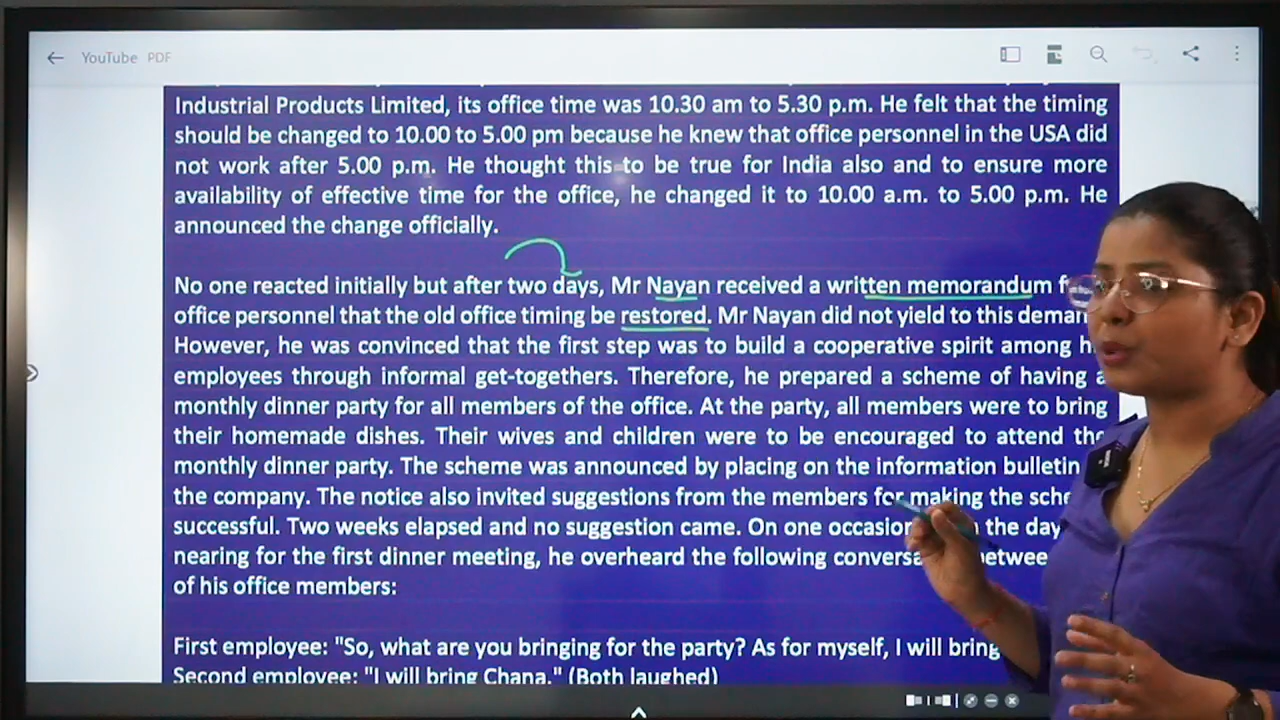 YouTube PDF
Industrial Products Limited, its office time was 10.30 am to 5.30 p.m. He felt that the timing
should be changed to 10.00 to 5.00 pm because he knew that office personnel in the USA did
not work after 5.00 p.m. He thought this to be true for India also and to ensure more
availability of effective time for the office, he changed it to 10.00 a.m. to 5.00 p.m. He
announced the change officially.
No one reacted initially but after two days, Mr Nayan received a written memorandum
office personnel that the old office timing be restored. Mr Nayan did not yield to this
However, he was convinced that the first step was to build a cooperative spirit among
employees through informal get-togethers. Therefore, he prepared a scheme of having a
monthly dinner party for all members of the office. At the party, all members were to bring
their homemade dishes. Their wives and children were to be encouraged to attend the
monthly dinner party. The scheme was announced by placing on the information bulletin
the company. The notice also invited suggestions from the members for making the
successful. Two weeks elapsed and no suggestion came. On one occasion the day
nearing for the first dinner meeting, he overheard the following
of his office members:
First employee: "So, what are you bringing for the party? As for myself, I will bring
Second employee: "I will bring Chana." (Both laughed)